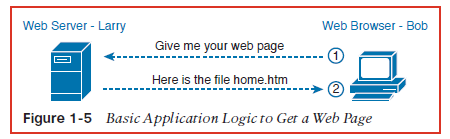 Web Server - Larry
Web Browser - Bob
Give me your web page
1
Here is the file home.htm
2
Figure 1-5 Basic Application Logic to Get a Web Page